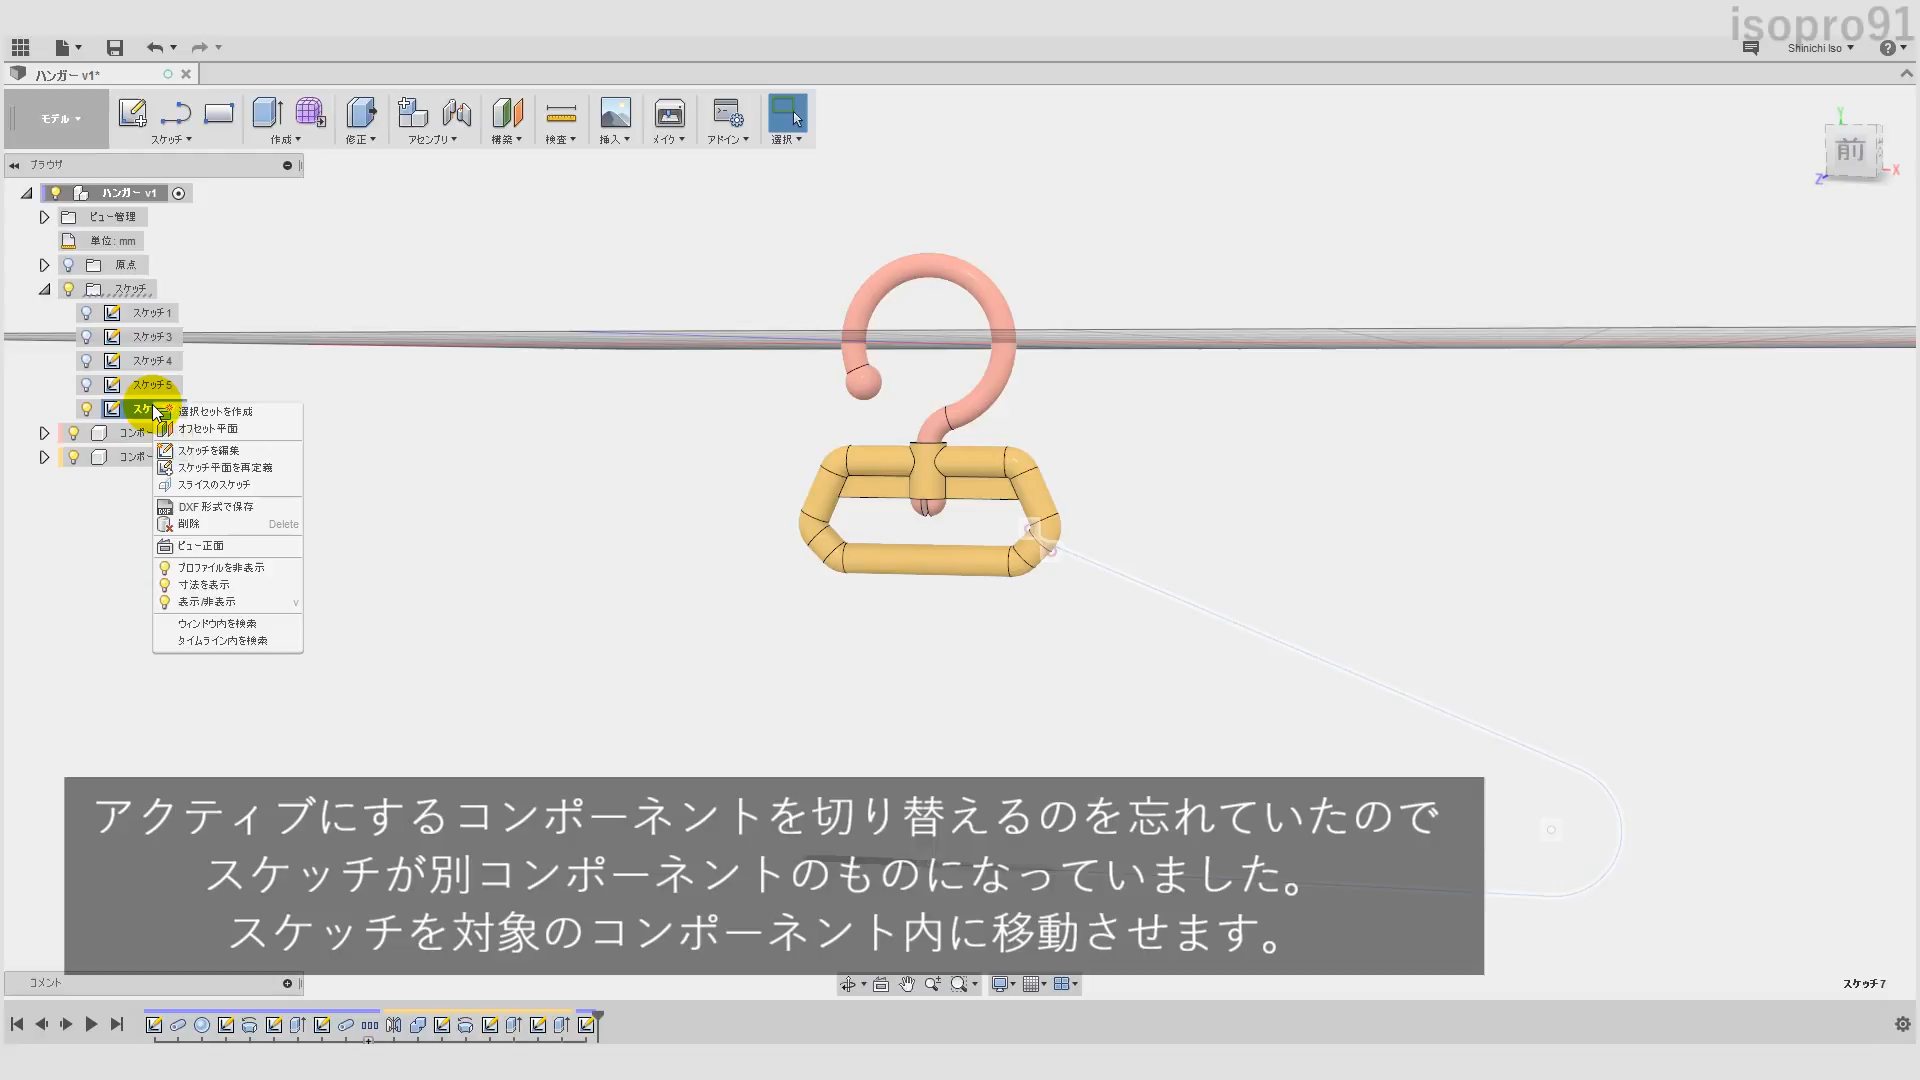 isopro91
Shinichi Iso
ハンガー v1*
モデル
スケッチ
作成
修正
アセンブリ
構築
検査
挿入
メイク
アドイン
選択
Y
前
X
Z
ブラウザ
ハンガー v1
ビュー管理
単位: mm
原点
スケッチ
スケッチ1
スケッチ3
スケッチ4
スケッチ5
選択セットを作成
オフセット平面
スケッチを編集
スケッチ平面を再定義
スライスのスケッチ
DXF 形式で保存
削除 Delete
ビュー正面
プロファイルを非表示
寸法を表示
表示/非表示 V
ウィンドウ内を検索
タイムライン内を検索
アクティブにするコンポーネントを切り替えるのを忘れていたので
スケッチが別コンポーネントのものになっていました。
スケッチを対象のコンポーネント内に移動させます。
コメント
スケッチ7